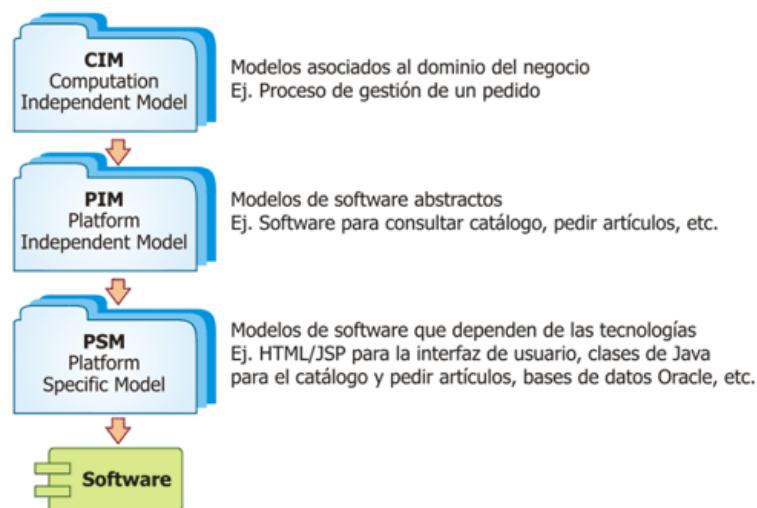 CIM
Computation
Independent Model
Modelos asociados al dominio del negocio
Ej. Proceso de gestión de un pedido
PIM
Platform
Independent Model
Modelos de software abstractos
Ej. Software para consultar catálogo, pedir artículos, etc.
PSM
Platform
Specific Model
Modelos de software que dependen de las tecnologías
Ej. HTML/JSP para la interfaz de usuario, clases de Java
para el catálogo y pedir artículos, bases de datos Oracle, etc.
Software